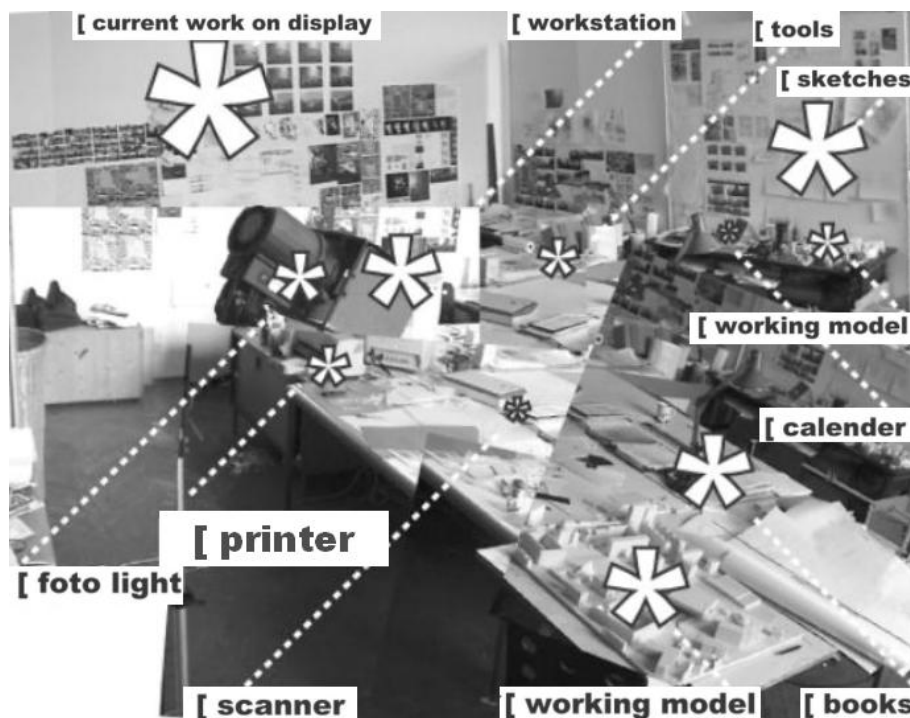 [ current work on display
[ workstation
[ tools
[ sketches
[ working model
[ calender
[ printer
[ foto light
[ scanner
[ working model
[ books